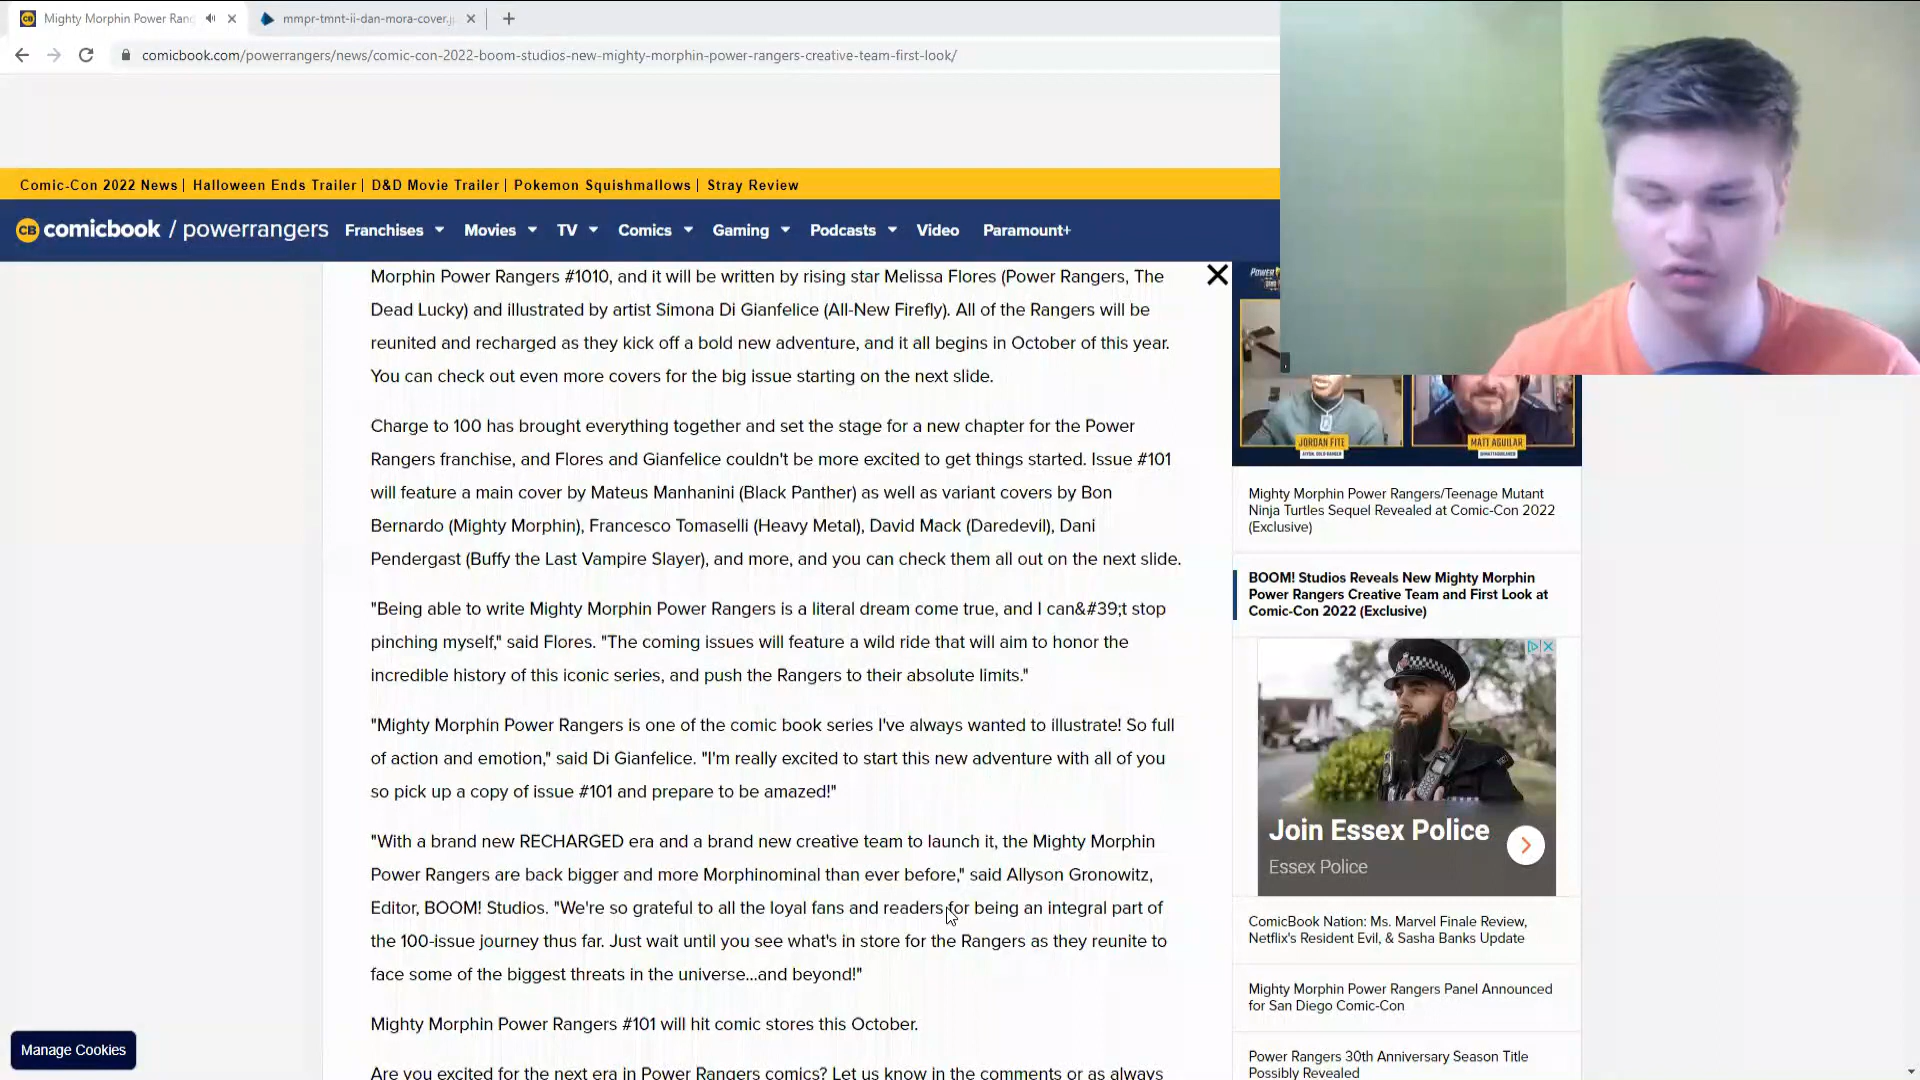 Mighty Morphin Power Rang
mmpr-tmnt-ii-dan-mora-cover.j
comicbook.com/powerrangers/news/comic-con-2022-boom-studios-new-mighty-morphin-power-rangers-creative-team-first-look/
Comic-Con 2022 News | Halloween Ends Trailer | D&D Movie Trailer | Pokemon Squishmallows | Stray Review
CB comicbook / powerrangers Franchises Movies TV Comics Gaming Podcasts Video Paramount+
Morphin Power Rangers #1010, and it will be written by rising star Melissa Flores (Power Rangers, The
Dead Lucky) and illustrated by artist Simona Di Gianfelice (All-New Firefly). All of the Rangers will be
reunited and recharged as they kick off a bold new adventure, and it all begins in October of this year.
You can check out even more covers for the big issue starting on the next slide.
Charge to 100 has brought everything together and set the stage for a new chapter for the Power
Rangers franchise, and Flores and Gianfelice couldn't be more excited to get things started. Issue #101
will feature a main cover by Mateus Manhanini (Black Panther) as well as variant covers by Bon
Bernardo (Mighty Morphin), Francesco Tomaselli (Heavy Metal), David Mack (Daredevil), Dani
Pendergast (Buffy the Last Vampire Slayer), and more, and you can check them all out on the next slide.
"Being able to write Mighty Morphin Power Rangers is a literal dream come true, and I can&#39;t stop
pinching myself," said Flores. "The coming issues will feature a wild ride that will aim to honor the
incredible history of this iconic series, and push the Rangers to their absolute limits."
"Mighty Morphin Power Rangers is one of the comic book series I've always wanted to illustrate! So full
of action and emotion," said Di Gianfelice. "I'm really excited to start this new adventure with all of you
so pick up a copy of issue #101 and prepare to be amazed!"
"With a brand new RECHARGED era and a brand new creative team to launch it, the Mighty Morphin
Power Rangers are back bigger and more Morphinominal than ever before," said Allyson Gronowitz,
Editor, BOOM! Studios. "We're so grateful to all the loyal fans and readers for being an integral part of
the 100-issue journey thus far. Just wait until you see what's in store for the Rangers as they reunite to
face some of the biggest threats in the universe...and beyond!"
Mighty Morphin Power Rangers #101 will hit comic stores this October.
Are you excited for the next era in Power Rangers comics? Let us know in the comments or as always
Manage Cookies
POWER
JORDAN FITE
MATT AGUILAR
Mighty Morphin Power Rangers/Teenage Mutant
Ninja Turtles Sequel Revealed at Comic-Con 2022
(Exclusive)
BOOM! Studios Reveals New Mighty Morphin
Power Rangers Creative Team and First Look at
Comic-Con 2022 (Exclusive)
Join Essex Police
Essex Police
ComicBook Nation: Ms. Marvel Finale Review,
Netflix's Resident Evil, & Sasha Banks Update
Mighty Morphin Power Rangers Panel Announced
for San Diego Comic-Con
Power Rangers 30th Anniversary Season Title
Possibly Revealed